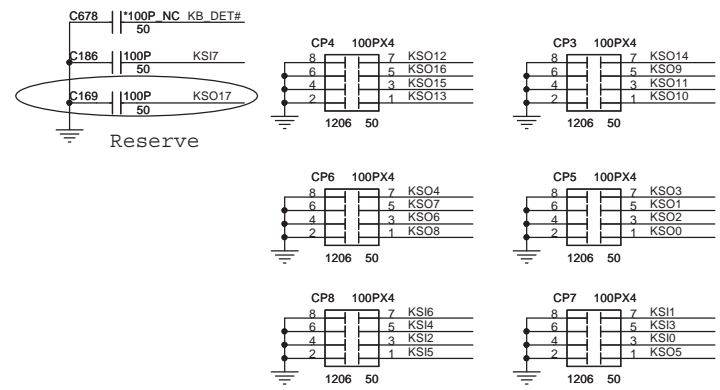 C678 *100P_NC KB_DET#
50
C186 100P KSI7
50
C169 100P KSO17
50
Reserve
CP4 100PX4
8 7 KSO12
6 5 KSO16
4 3 KSO15
2 1 KSO13
1206 50
CP3 100PX4
8 7 KSO14
6 5 KSO9
4 3 KSO11
2 1 KSO10
1206 50
CP6 100PX4
8 7 KSO4
6 5 KSO7
4 3 KSO6
2 1 KSO8
1206 50
CP5 100PX4
8 7 KSO3
6 5 KSO1
4 3 KSO2
2 1 KSO0
1206 50
CP8 100PX4
8 7 KSI6
6 5 KSI4
4 3 KSI2
2 1 KSI5
1206 50
CP7 100PX4
8 7 KSI1
6 5 KSI3
4 3 KSI0
2 1 KSO5
1206 50